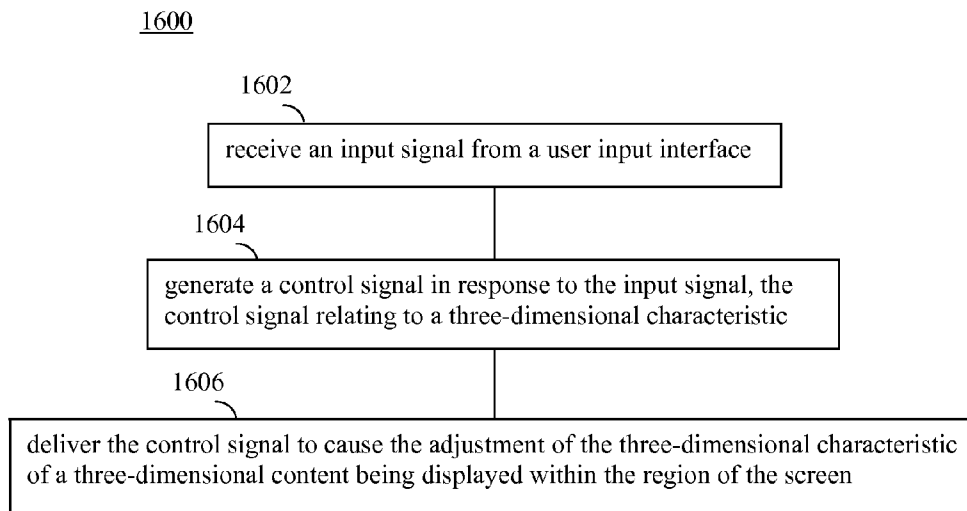 1600
1602
receive an input signal from a user input interface
1604
generate a control signal in response to the input signal, the
control signal relating to a three-dimensional characteristic
1606
deliver the control signal to cause the adjustment of the three-dimensional characteristic
of a three-dimensional content being displayed within the region of the screen